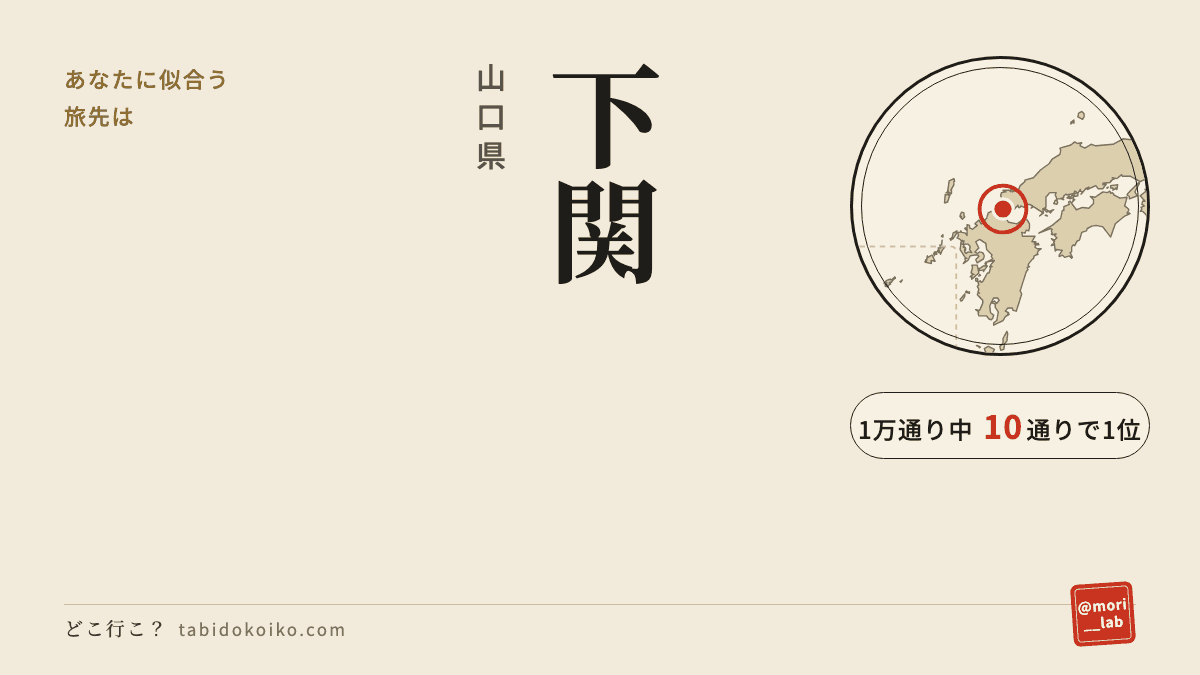 あなたに似合う
旅先は
下関
山口県
1万通り中 10通りで1位
どこ行こ？ tabidokoiko.com
@mori
__lab